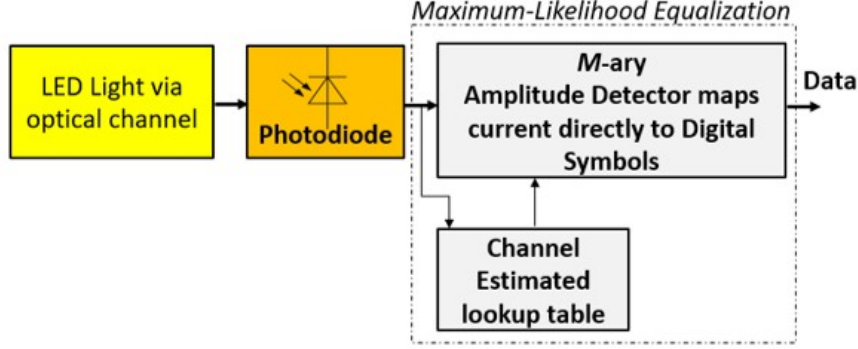 Maximum-Likelihood Equalization
LED Light via
optical channel
Photodiode
M-ary
Amplitude Detector maps
current directly to Digital
Symbols
Data
Channel
Estimated
lookup table